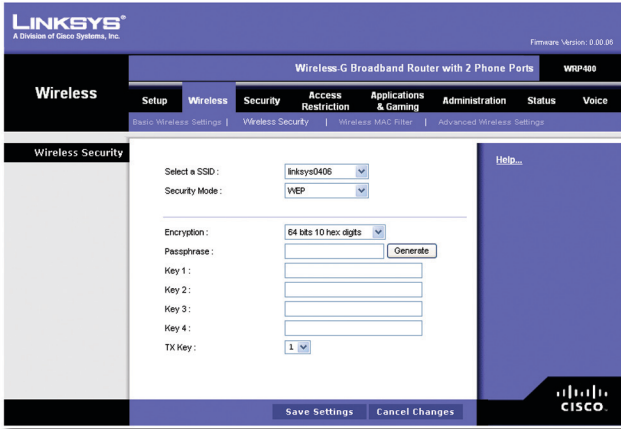 LINKSYS®
A Division of Cisco Systems, Inc.
Firmware Version: 0.00.06
Wireless-G Broadband Router with 2 Phone Ports WRP400
Wireless
Setup Wireless Security Access Restriction Applications & Gaming Administration Status Voice
Basic Wireless Settings | Wireless Security | Wireless MAC Filter | Advanced Wireless Settings
Wireless Security
Help...
Select a SSID : linksys0406
Security Mode : WEP
Encryption : 64 bits 10 hex digits
Passphrase : Generate
Key 1 :
Key 2 :
Key 3 :
Key 4 :
TX Key : 1
Save Settings Cancel Changes
CISCO.